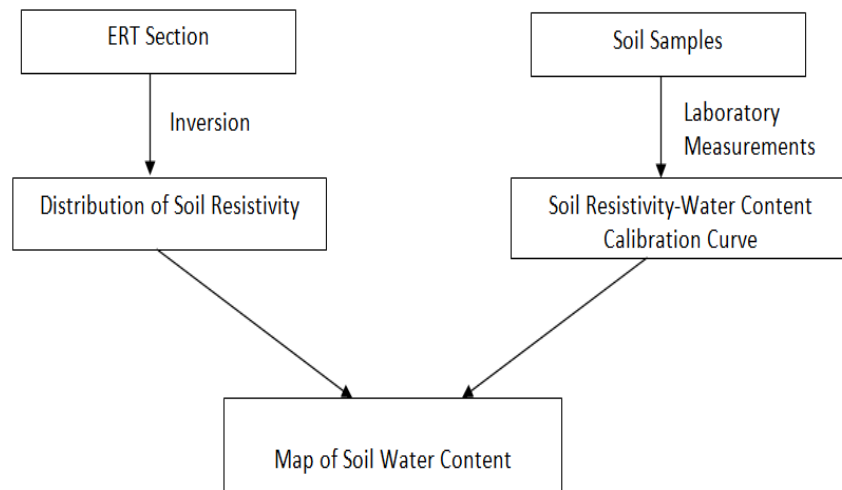 ERT Section
Soil Samples
Inversion
Laboratory
Measurements
Distribution of Soil Resistivity
Soil Resistivity-Water Content
Calibration Curve
Map of Soil Water Content